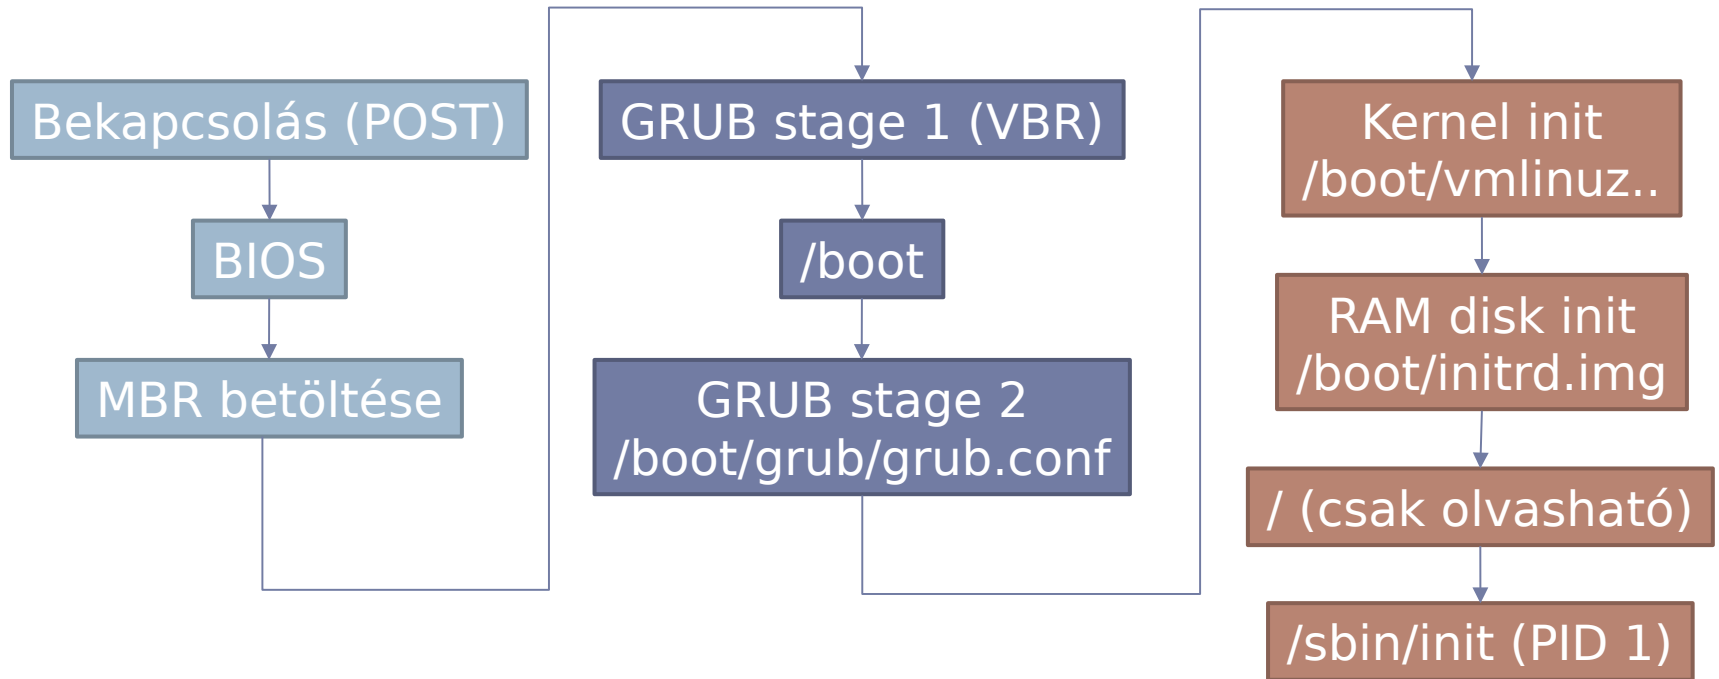 Bekapcsolás (POST)
BIOS
MBR betöltése
GRUB stage 1 (VBR)
/boot
GRUB stage 2
/boot/grub/grub.conf
Kernel init
/boot/vmlinuz..
RAM disk init
/boot/initrd.img
/ (csak olvasható)
/sbin/init (PID 1)